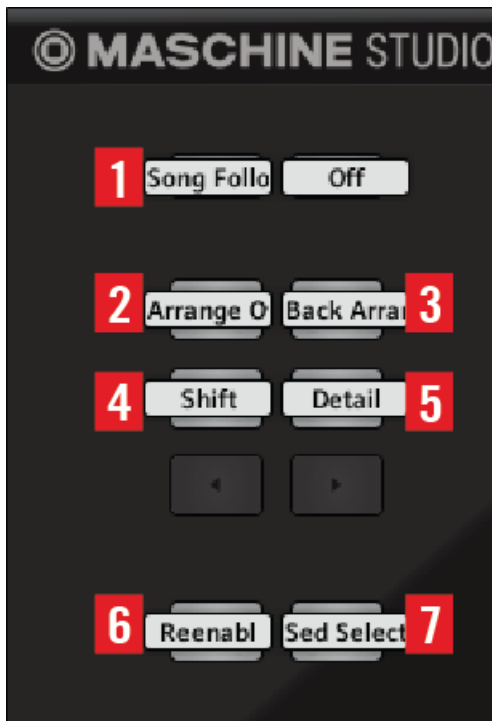 MASCHINE STUDIO
1 Song Follo Off
2 Arrange O Back Arrai 3
4 Shift Detail 5
6 Reenabl Sed Select 7